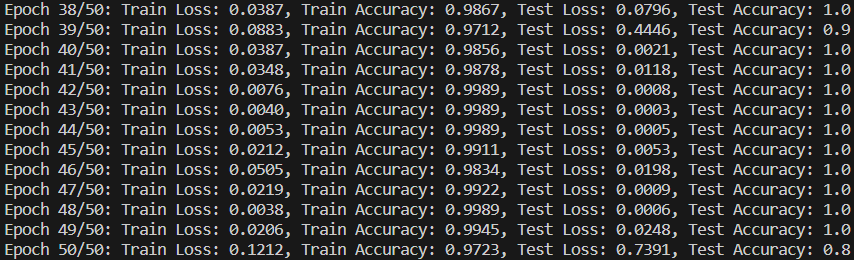 Epoch 38/50: Train Loss: 0.0387, Train Accuracy: 0.9867, Test Loss: 0.0796, Test Accuracy: 1.0
Epoch 39/50: Train Loss: 0.0883, Train Accuracy: 0.9712, Test Loss: 0.4446, Test Accuracy: 0.9
Epoch 40/50: Train Loss: 0.0387, Train Accuracy: 0.9856, Test Loss: 0.0021, Test Accuracy: 1.0
Epoch 41/50: Train Loss: 0.0348, Train Accuracy: 0.9878, Test Loss: 0.0118, Test Accuracy: 1.0
Epoch 42/50: Train Loss: 0.0076, Train Accuracy: 0.9989, Test Loss: 0.0008, Test Accuracy: 1.0
Epoch 43/50: Train Loss: 0.0040, Train Accuracy: 0.9989, Test Loss: 0.0003, Test Accuracy: 1.0
Epoch 44/50: Train Loss: 0.0053, Train Accuracy: 0.9989, Test Loss: 0.0005, Test Accuracy: 1.0
Epoch 45/50: Train Loss: 0.0212, Train Accuracy: 0.9911, Test Loss: 0.0053, Test Accuracy: 1.0
Epoch 46/50: Train Loss: 0.0505, Train Accuracy: 0.9834, Test Loss: 0.0198, Test Accuracy: 1.0
Epoch 47/50: Train Loss: 0.0219, Train Accuracy: 0.9922, Test Loss: 0.0009, Test Accuracy: 1.0
Epoch 48/50: Train Loss: 0.0038, Train Accuracy: 0.9989, Test Loss: 0.0006, Test Accuracy: 1.0
Epoch 49/50: Train Loss: 0.0206, Train Accuracy: 0.9945, Test Loss: 0.0248, Test Accuracy: 1.0
Epoch 50/50: Train Loss: 0.1212, Train Accuracy: 0.9723, Test Loss: 0.7391, Test Accuracy: 0.8